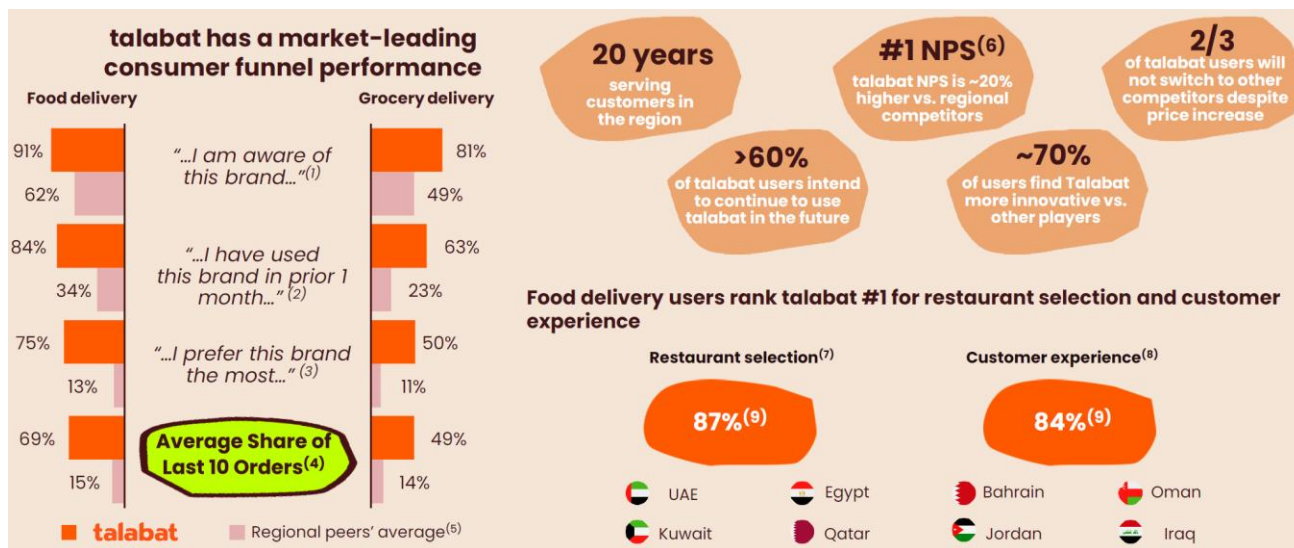 talabat has a market-leading
consumer funnel performance
Food delivery
Grocery delivery
91%
62%
"...I am aware of
this brand..."(1)
81%
49%
84%
34%
"...I have used
this brand in prior 1
month..." (2)
63%
23%
75%
13%
"...I prefer this brand
the most..." (3)
50%
11%
69%
15%
Average Share of
Last 10 Orders(4)
49%
14%
talabat
Regional peers' average(5)
20 years
serving
customers in
the region
#1 NPS(6)
talabat NPS is ~20%
higher vs. regional
competitors
2/3
of talabat users will
not switch to other
competitors despite
price increase
>60%
of talabat users intend
to continue to use
talabat in the future
~70%
of users find Talabat
more innovative vs.
other players
Food delivery users rank talabat #1 for restaurant selection and customer
experience
Restaurant selection(7)
Customer experience(8)
87%(9)
84%(9)
UAE
Egypt
Bahrain
Oman
Kuwait
Qatar
Jordan
Iraq